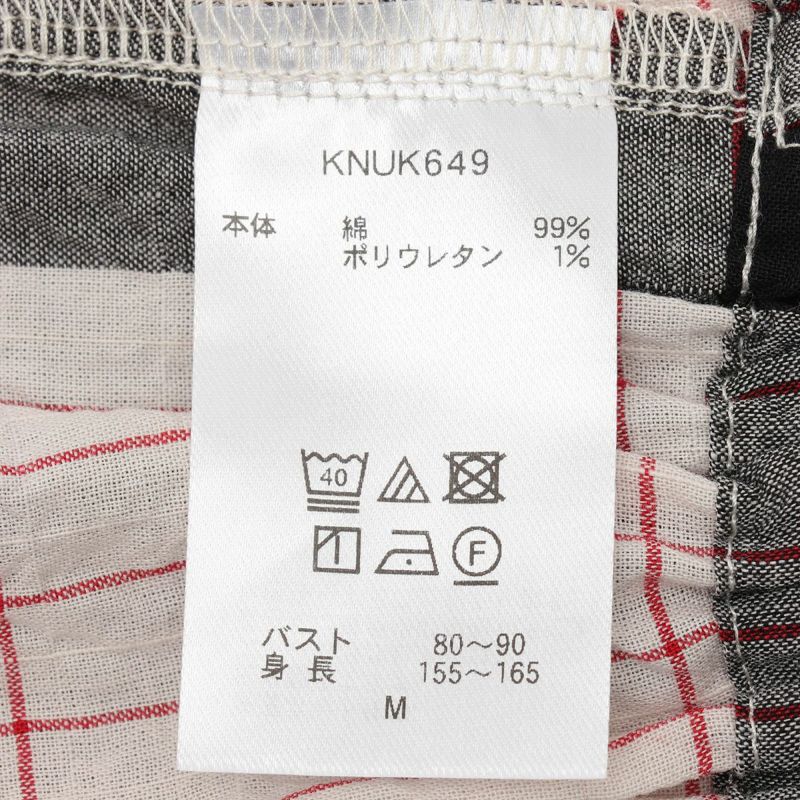 KNUK649
本体 綿 99%
ポリウレタン 1%
40
F
バスト 80～90
身長 155～165
M